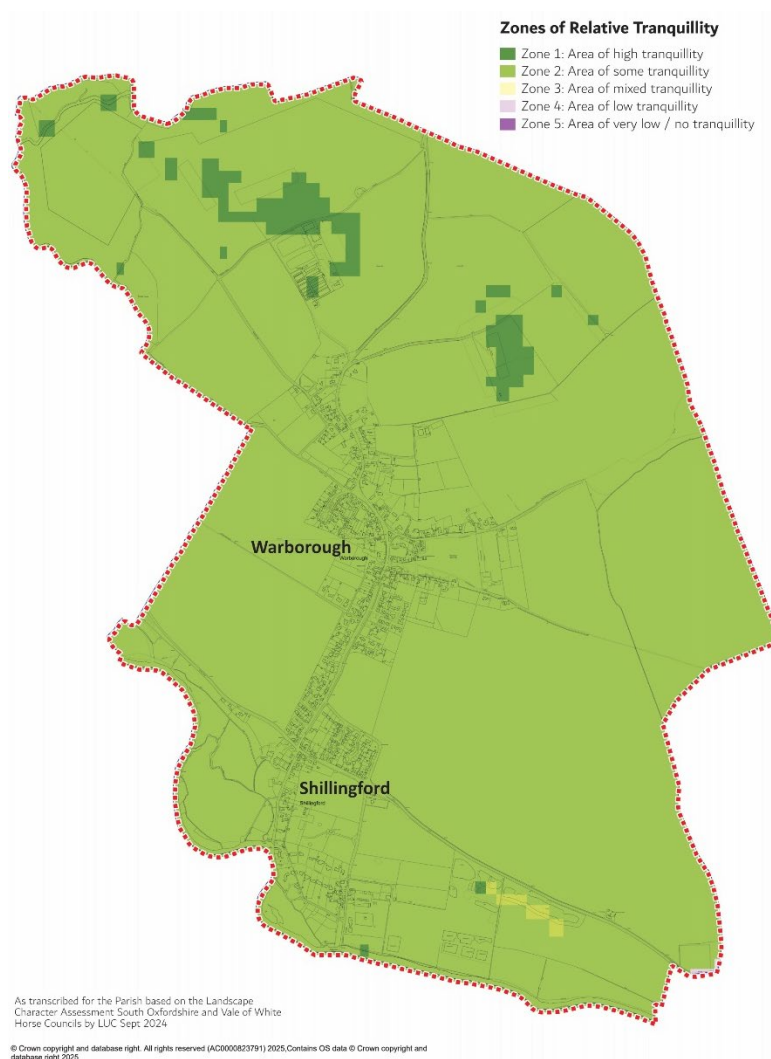 Zones of Relative Tranquillity
Zone 1: Area of high tranquillity
Zone 2: Area of some tranquillity
Zone 3: Area of mixed tranquillity
Zone 4: Area of low tranquillity
Zone 5: Area of very low / no tranquillity
Warborough
Warborough
Shillingford
Shillingford
As transcribed for the Parish based on the Landscape
Character Assessment South Oxfordshire and Vale of White
Horse Councils by LUC Sept 2024
© Crown copyright and database right. All rights reserved (AC0000823791) 2025,Contains OS data © Crown copyright and
database right 2025